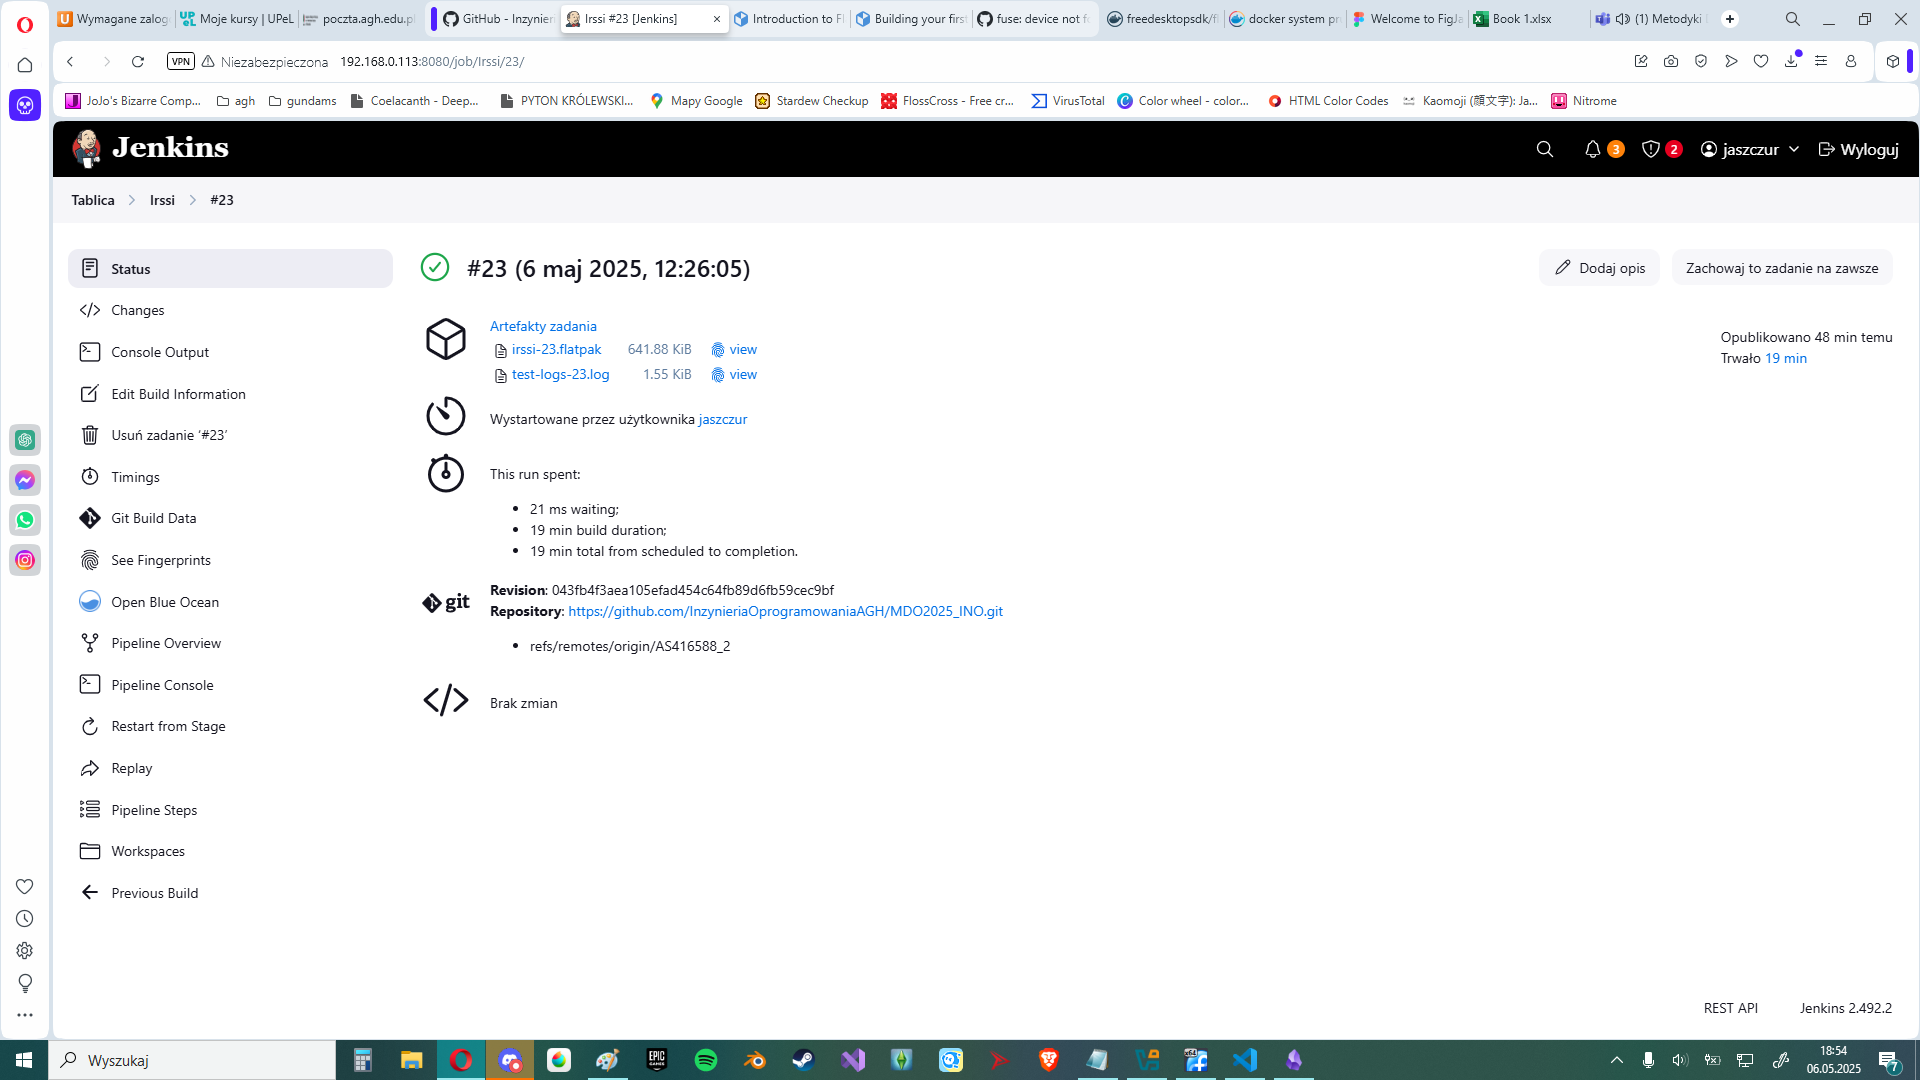 Wymagane zalog
Moje kursy | UPeL
poczta.agh.edu.pl
GitHub - Inzynier
Irssi #23 [Jenkins]
Introduction to Fl
Building your first
fuse: device not fo
freedesktopsdk/fl
docker system pr
Welcome to FigJa
Book 1.xlsx
(1) Metodyki
VPN
Niezabezpieczona
192.168.0.113:8080/job/Irssi/23/
JoJo's Bizarre Comp...
agh
gundams
Coelacanth - Deep...
PYTON KRÓLEWSKI...
Mapy Google
Stardew Checkup
FlossCross - Free cr...
VirusTotal
Color wheel - color...
HTML Color Codes
Kaomoji (顔文字): Ja...
Nitrome
Jenkins
3
2
jaszczur
Wyloguj
Tablica
Irssi
#23
Status
Changes
Console Output
Edit Build Information
Usuń zadanie ‘#23’
Timings
Git Build Data
See Fingerprints
Open Blue Ocean
Pipeline Overview
Pipeline Console
Restart from Stage
Replay
Pipeline Steps
Workspaces
Previous Build
#23 (6 maj 2025, 12:26:05)
Dodaj opis
Zachowaj to zadanie na zawsze
Opublikowano 48 min temu
Trwało 19 min
Artefakty zadania
irssi-23.flatpak 641.88 KiB view
test-logs-23.log 1.55 KiB view
Wystartowane przez użytkownika jaszczur
This run spent:
21 ms waiting;
19 min build duration;
19 min total from scheduled to completion.
git
Revision: 043fb4f3aea105efad454c64fb89d6fb59cec9bf
Repository: https://github.com/InzynieriaOprogramowaniaAGH/MDO2025_INO.git
refs/remotes/origin/AS416588_2
Brak zmian
REST API
Jenkins 2.492.2
Wyszukaj
18:54
06.05.2025
7